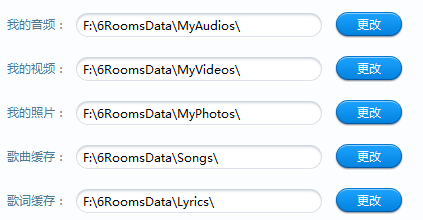 我的音频： F:\6RoomsData\MyAudios\ 更改
我的视频： F:\6RoomsData\MyVideos\ 更改
我的照片： F:\6RoomsData\MyPhotos\ 更改
歌曲缓存： F:\6RoomsData\Songs\ 更改
歌词缓存： F:\6RoomsData\Lyrics\ 更改